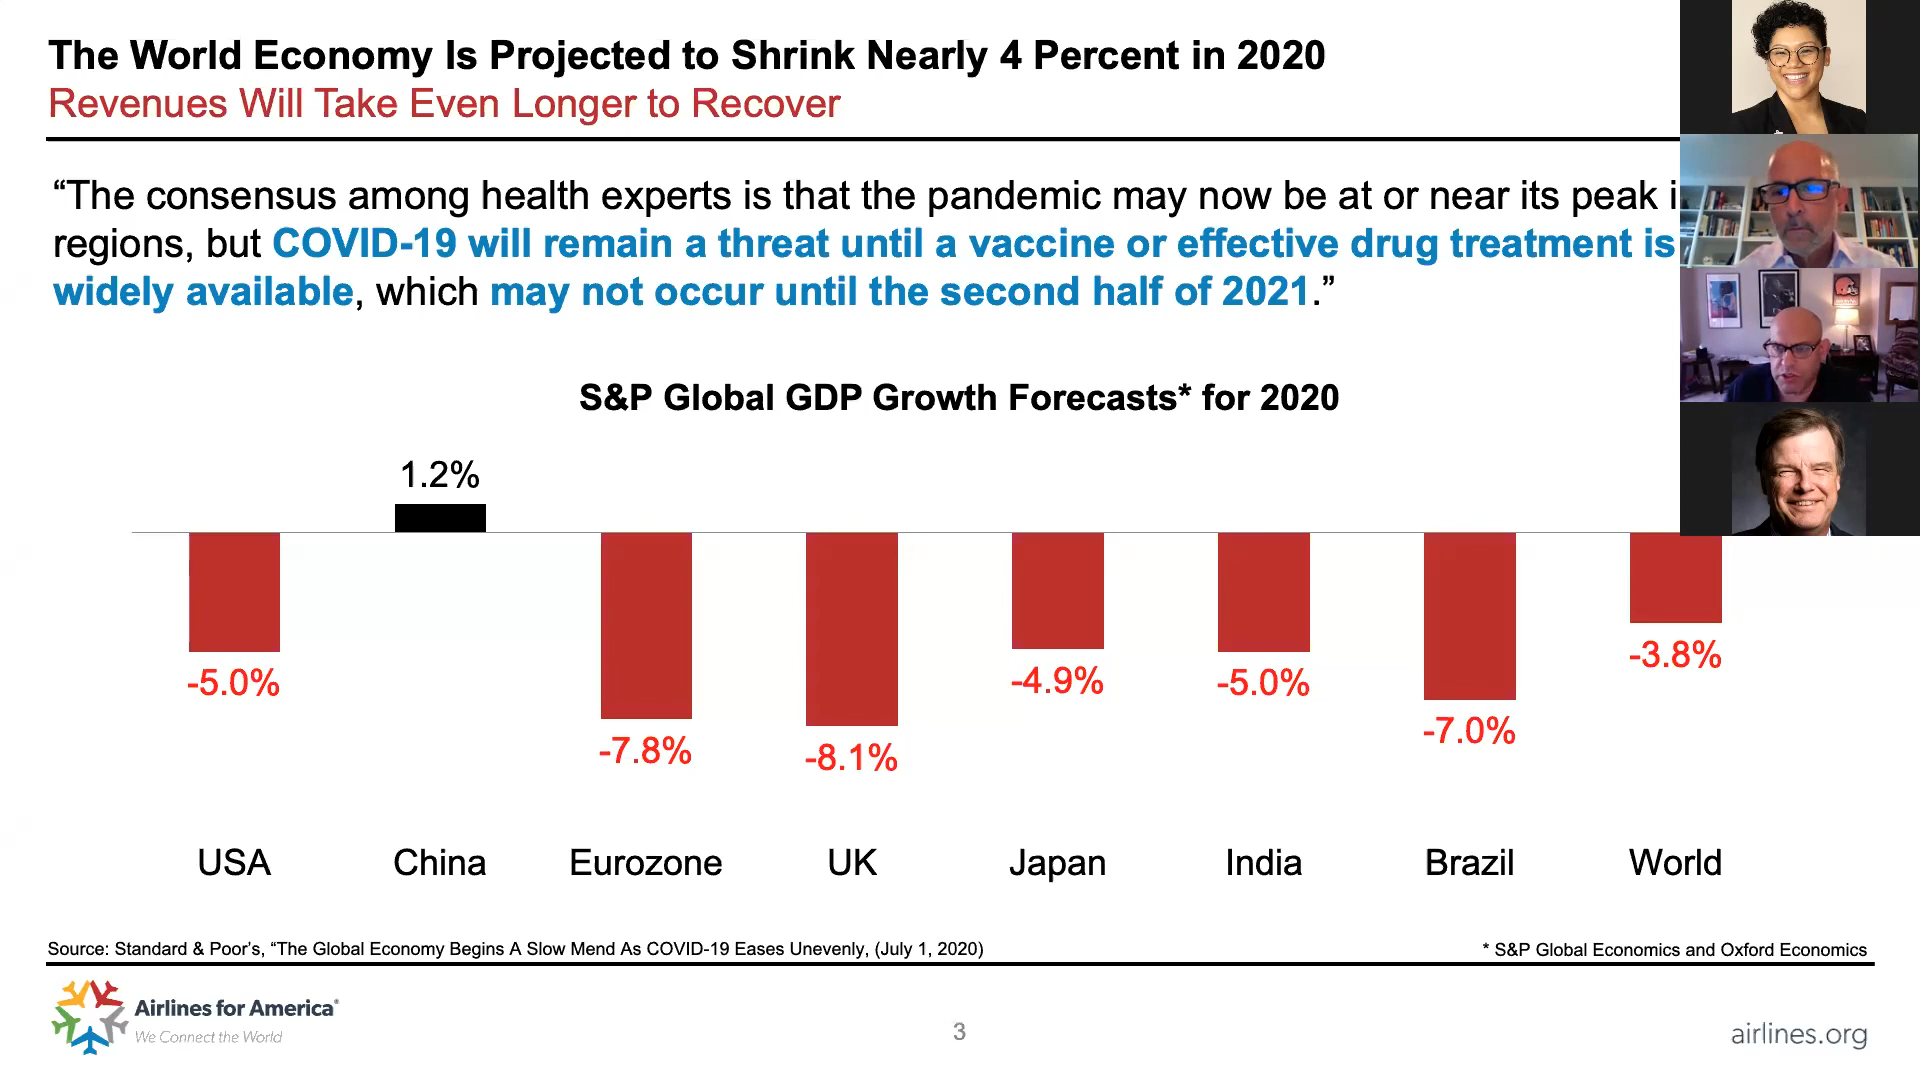 The World Economy Is Projected to Shrink Nearly 4 Percent in 2020
Revenues Will Take Even Longer to Recover
“The consensus among health experts is that the pandemic may now be at or near its peak
regions, but COVID-19 will remain a threat until a vaccine or effective drug treatment is
widely available, which may not occur until the second half of 2021.”
S&P Global GDP Growth Forecasts* for 2020
1.2%
-5.0%
-7.8%
-8.1%
-4.9%
-5.0%
-7.0%
-3.8%
USA China Eurozone UK Japan India Brazil World
Source: Standard & Poor’s, “The Global Economy Begins A Slow Mend As COVID-19 Eases Unevenly, (July 1, 2020)
* S&P Global Economics and Oxford Economics
Airlines for America®
We Connect the World
3
airlines.org